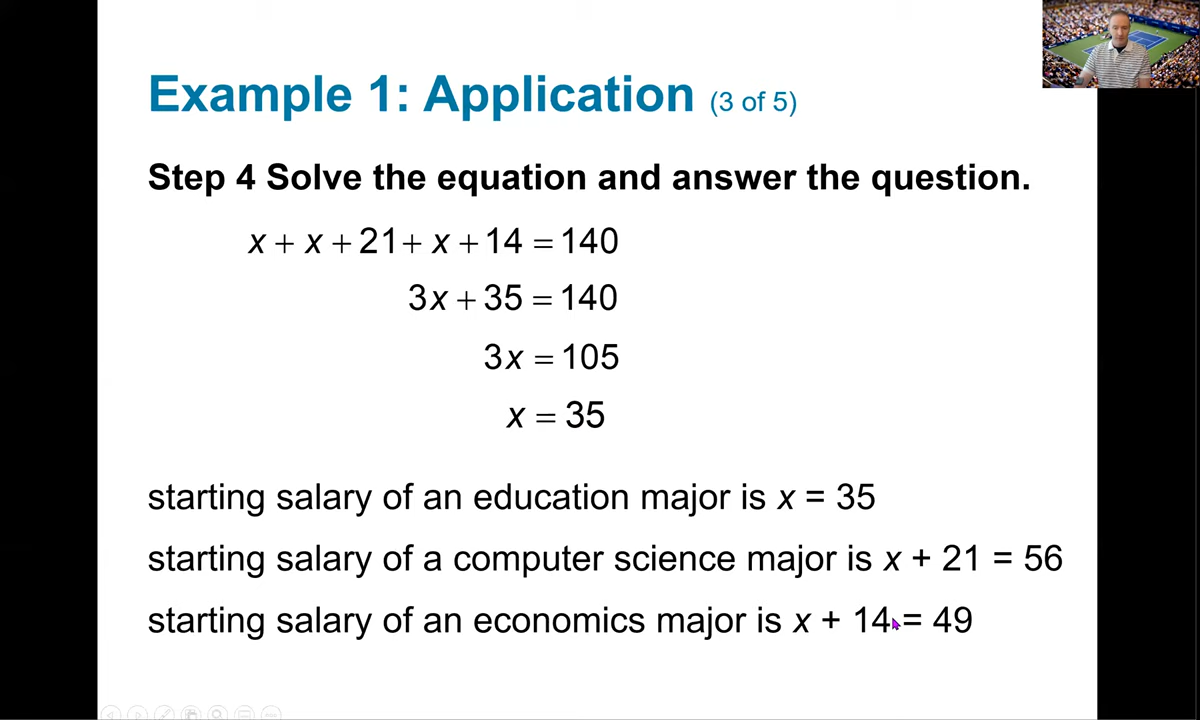 Example 1: Application (3 of 5)
Step 4 Solve the equation and answer the question.
x + x + 21 + x + 14 = 140
3x + 35 = 140
3x = 105
x = 35
starting salary of an education major is x = 35
starting salary of a computer science major is x + 21 = 56
starting salary of an economics major is x + 14 = 49